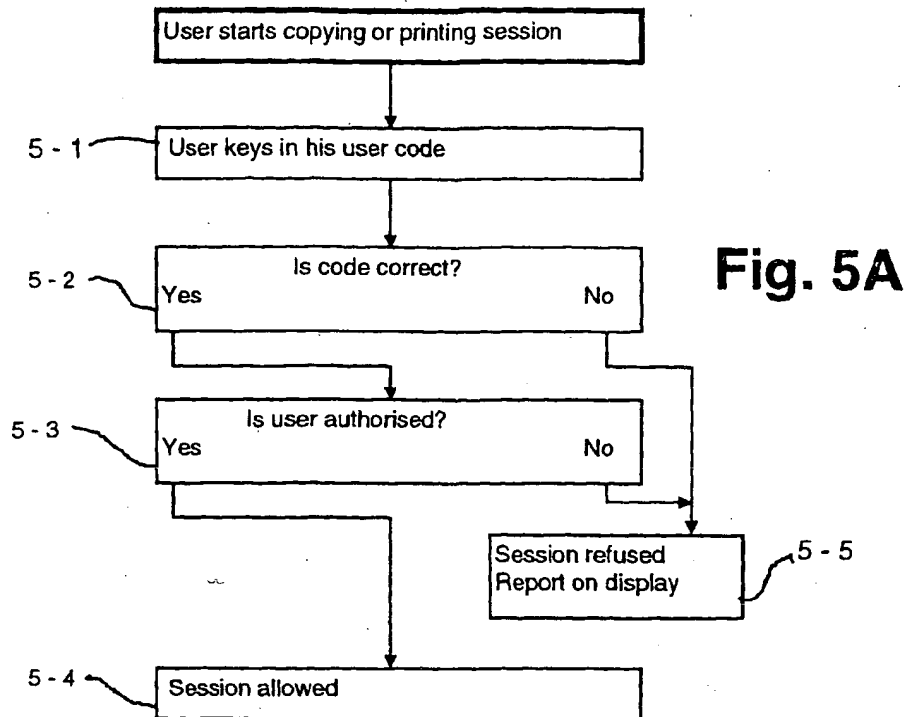 User starts copying or printing session
5 - 1
User keys in his user code
Fig. 5A
5 - 2
Is code correct?
Yes No
5 - 3
Is user authorised?
Yes No
Session refused
Report on display
5 - 5
5 - 4
Session allowed